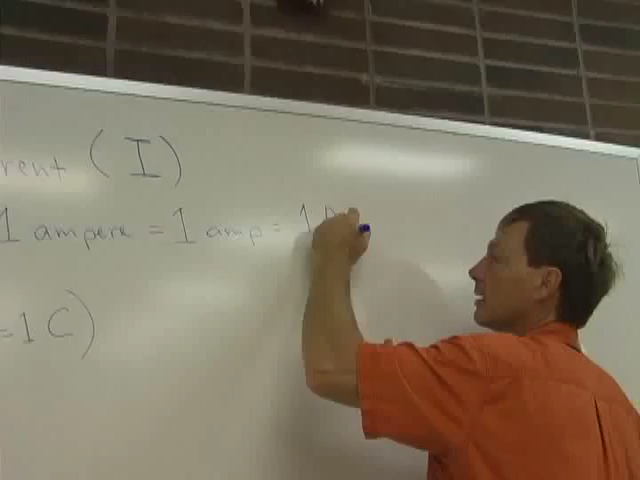 rent (I)
1 ampere = 1 amp = 1
=1 C)